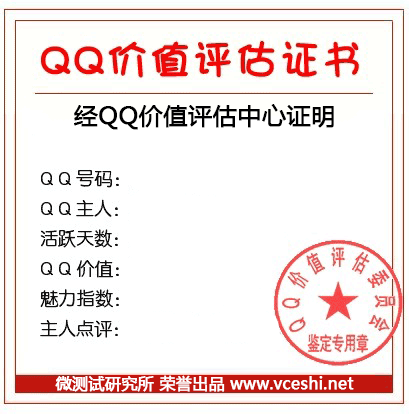 QQ价值评估证书
经QQ价值评估中心证明
QQ号码：
QQ主人：
活跃天数：
QQ价值：
魅力指数：
主人点评：
QQ价值评估委员会
鉴定专用章
微测试研究所 荣誉出品 www.vceshi.net